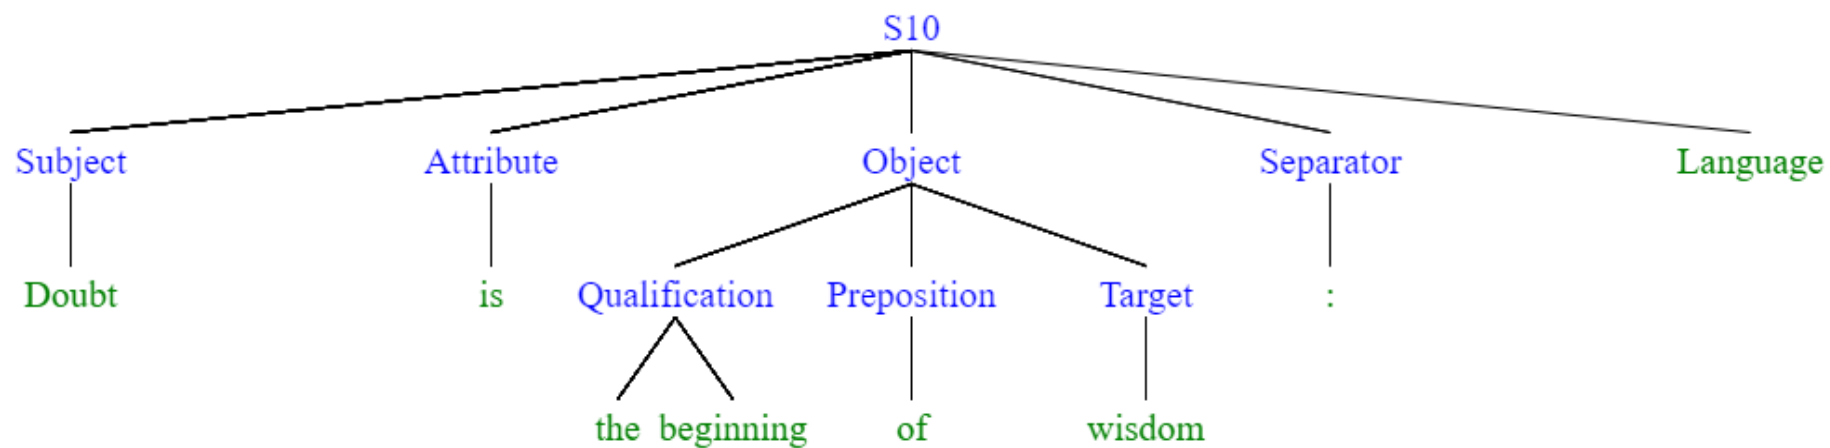 S10
Subject Attribute Object Separator Language
Doubt is Qualification Preposition Target :
the beginning of wisdom